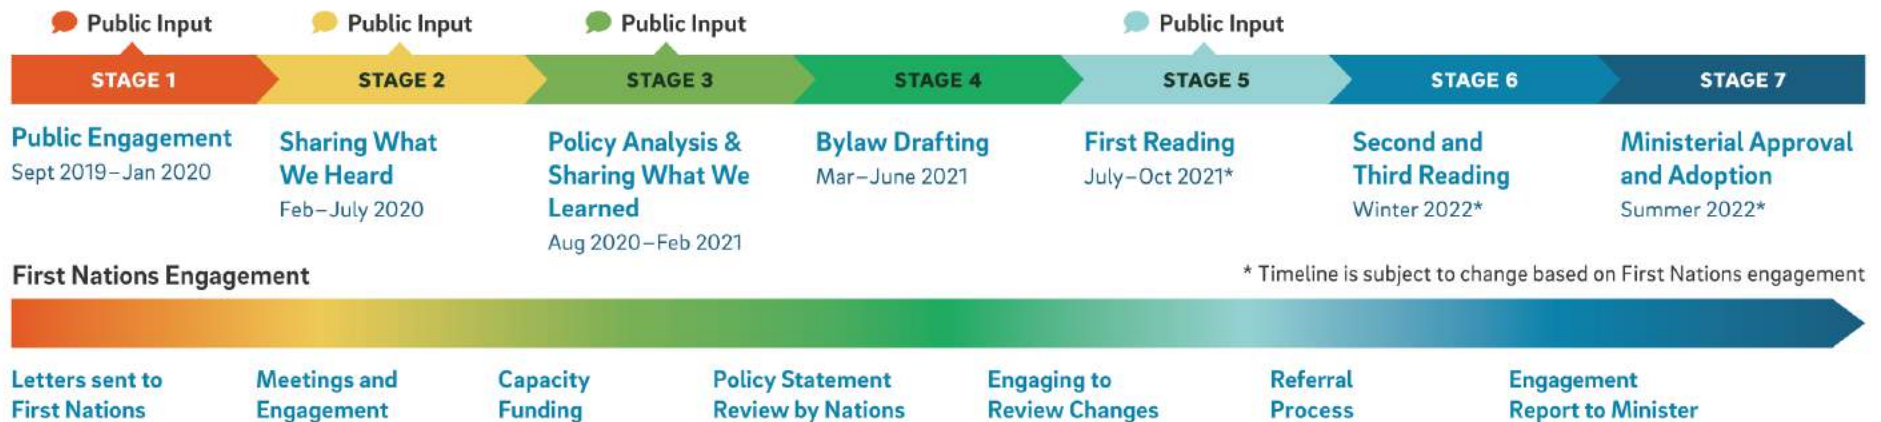 Public Input
Public Input
Public Input
Public Input
STAGE 1
STAGE 2
STAGE 3
STAGE 4
STAGE 5
STAGE 6
STAGE 7
Public Engagement
Sept 2019–Jan 2020
Sharing What
We Heard
Feb–July 2020
Policy Analysis &
Sharing What We
Learned
Aug 2020–Feb 2021
Bylaw Drafting
Mar–June 2021
First Reading
July–Oct 2021*
Second and
Third Reading
Winter 2022*
Ministerial Approval
and Adoption
Summer 2022*
First Nations Engagement
* Timeline is subject to change based on First Nations engagement
Letters sent to
First Nations
Meetings and
Engagement
Capacity
Funding
Policy Statement
Review by Nations
Engaging to
Review Changes
Referral
Process
Engagement
Report to Minister